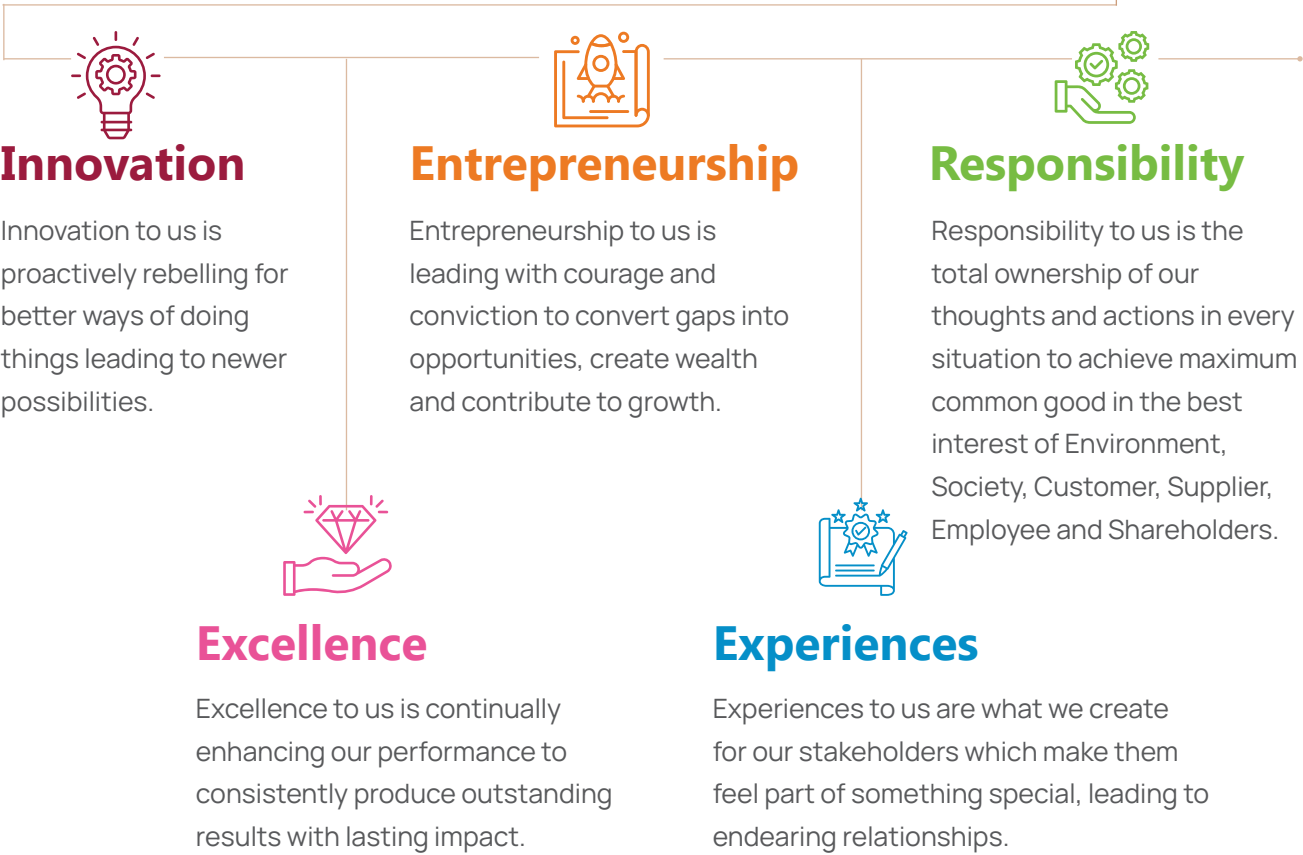 Innovation
Innovation to us is
proactively rebelling for
better ways of doing
things leading to newer
possibilities.
Entrepreneurship
Entrepreneurship to us is
leading with courage and
conviction to convert gaps into
opportunities, create wealth
and contribute to growth.
Responsibility
Responsibility to us is the
total ownership of our
thoughts and actions in every
situation to achieve maximum
common good in the best
interest of Environment,
Society, Customer, Supplier,
Employee and Shareholders.
Excellence
Excellence to us is continually
enhancing our performance to
consistently produce outstanding
results with lasting impact.
Experiences
Experiences to us are what we create
for our stakeholders which make them
feel part of something special, leading to
endearing relationships.